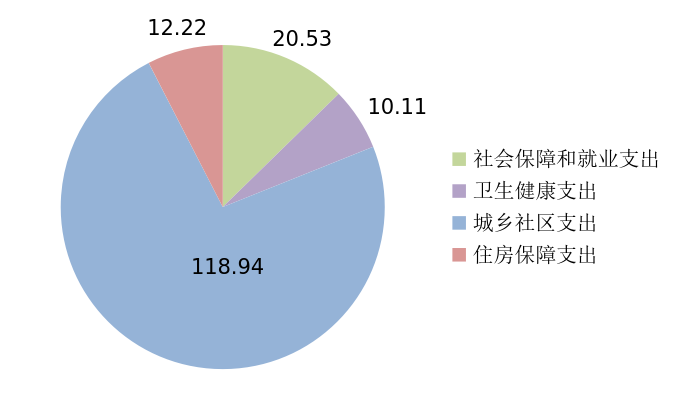 12.22
20.53
10.11
118.94
社会保障和就业支出
卫生健康支出
城乡社区支出
住房保障支出